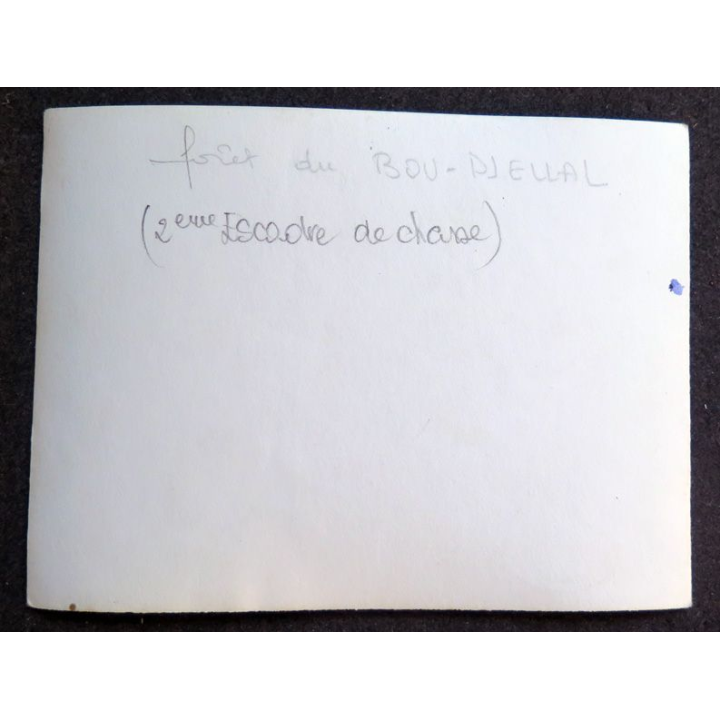 forêt du BOU-DJELLAL
(2eme Escadre de chasse)